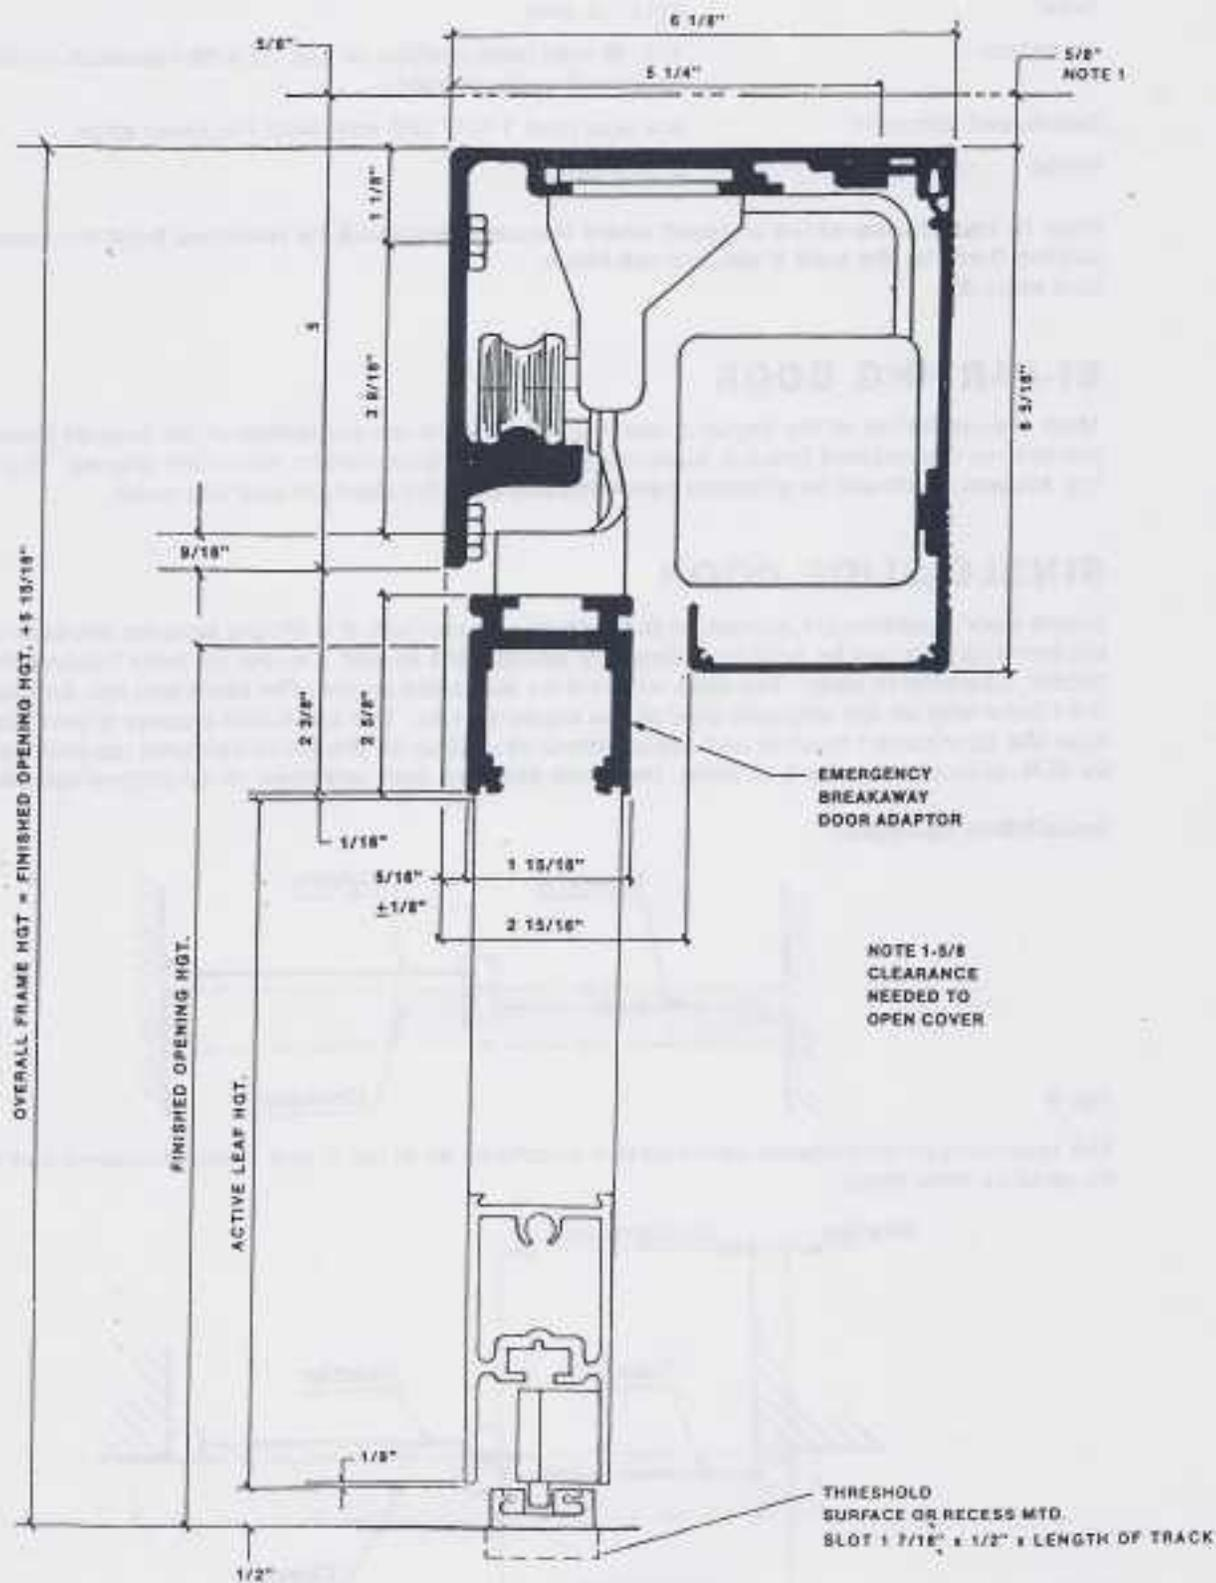 6 1/8"
5/8"
5/8"
NOTE 1
5 1/4"
1 1/8"
5
3 9/16"
6 5/16"
9/16"
OVERALL FRAME HGT = FINISHED OPENING HGT. + 5 15/16"
2 3/8"
2 5/8"
EMERGENCY
BREAKAWAY
DOOR ADAPTOR
1/16"
1 15/16"
5/16"
±1/8"
2 15/16"
NOTE 1-5/8
CLEARANCE
NEEDED TO
OPEN COVER
FINISHED OPENING HGT.
ACTIVE LEAF HGT.
1/8"
THRESHOLD
SURFACE OR RECESS MTD.
SLOT 1 7/16" x 1/2" x LENGTH OF TRACK
1/2"